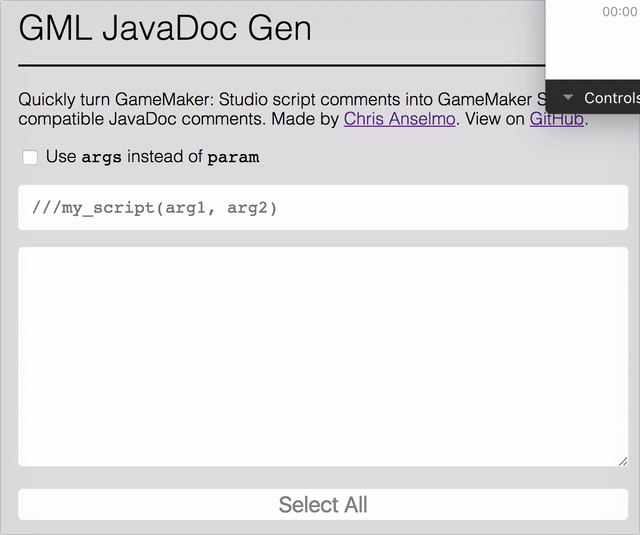 GML JavaDoc Gen
00:00
Controls
Quickly turn GameMaker: Studio script comments into GameMaker S
compatible JavaDoc comments. Made by Chris Anselmo. View on GitHub.
Use args instead of param
///my_script(arg1, arg2)
Select All